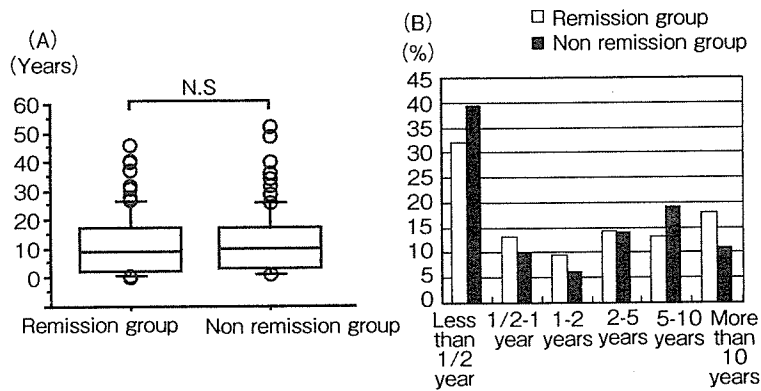 (A)
(Years)
N.S
60
50
40
30
20
10
0
Remission group
Non remission group
(B)
(%)
Remission group
Non remission group
45
40
35
30
25
20
15
10
5
0
Less than 1/2 year
1/2-1 year
1-2 years
2-5 years
5-10 years
More than 10 years